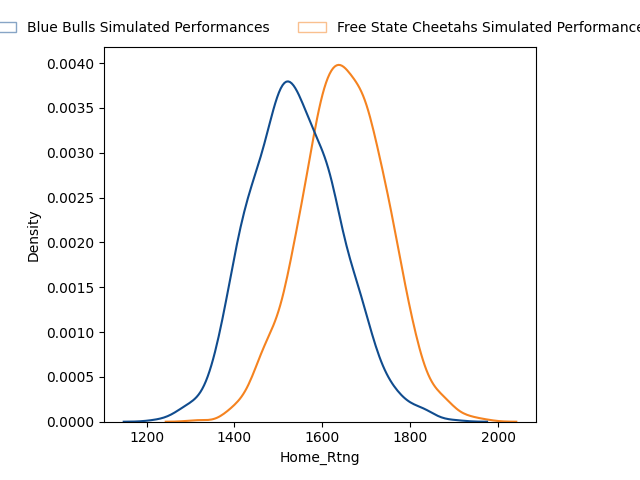 Blue Bulls Simulated Performances
Free State Cheetahs Simulated Performance
0.0040
0.0035
0.0030
0.0025
0.0020
0.0015
0.0010
0.0005
0.0000
Density
1200 1400 1600 1800 2000
Home_Rtng